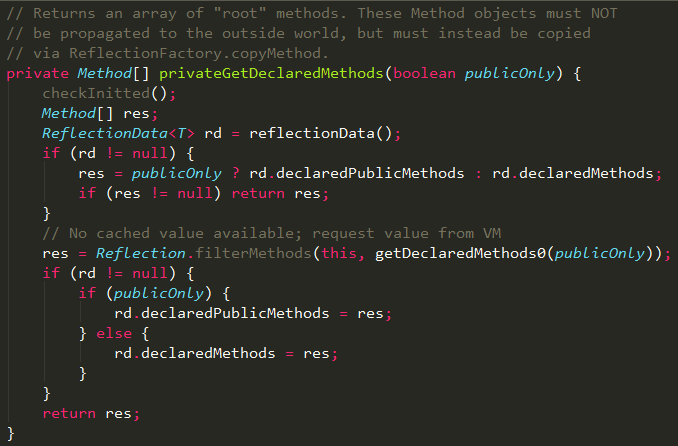 // Returns an array of "root" methods. These Method objects must NOT
// be propagated to the outside world, but must instead be copied
// via ReflectionFactory.copyMethod.
private Method[] privateGetDeclaredMethods(boolean publicOnly) {
    checkInitted();
    Method[] res;
    ReflectionData<T> rd = reflectionData();
    if (rd != null) {
        res = publicOnly ? rd.declaredPublicMethods : rd.declaredMethods;
        if (res != null) return res;
    }
    // No cached value available; request value from VM
    res = Reflection.filterMethods(this, getDeclaredMethods0(publicOnly));
    if (rd != null) {
        if (publicOnly) {
            rd.declaredPublicMethods = res;
        } else {
            rd.declaredMethods = res;
        }
    }
    return res;
}